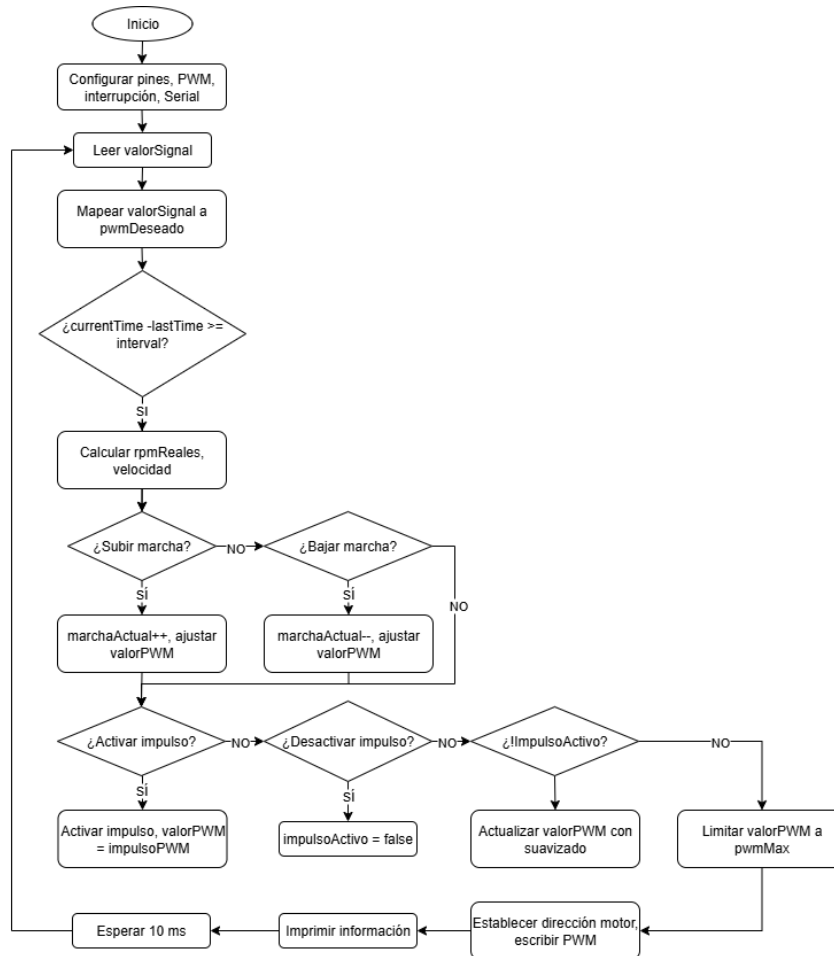 Inicio
Configurar pines, PWM,
interrupción, Serial
Leer valorSignal
Mapear valorSignal a
pwmDeseado
¿currentTime -lastTime >=
interval?
SI
Calcular rpmReales,
velocidad
¿Subir marcha?
NO
¿Bajar marcha?
NO
SÍ
SÍ
marchaActual++, ajustar
valorPWM
marchaActual--, ajustar
valorPWM
¿Activar impulso?
NO
¿Desactivar impulso?
NO
¿!ImpulsoActivo?
NO
SÍ
SÍ
Activar impulso, valorPWM
= impulsoPWM
impulsoActivo = false
Actualizar valorPWM con
suavizado
Limitar valorPWM a
pwmMax
Esperar 10 ms
Imprimir información
Establecer dirección motor,
escribir PWM